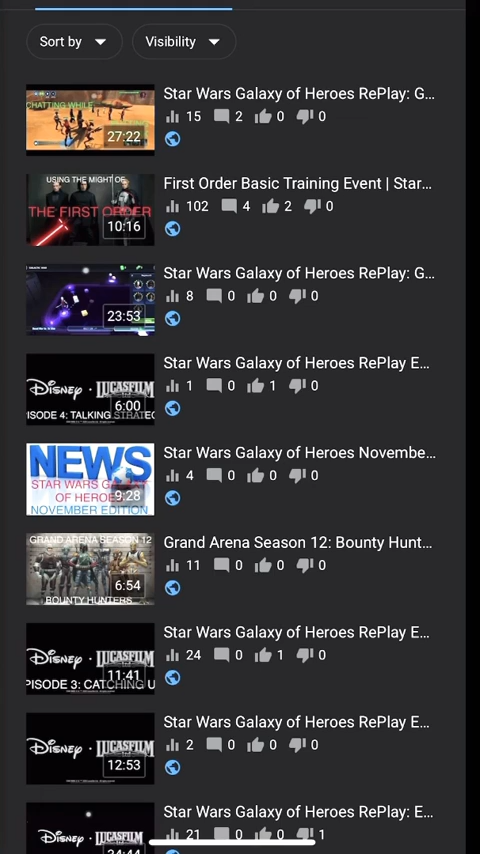 Sort by
Visibility
CHATTING WHILE
27:22
Star Wars Galaxy of Heroes RePlay: G...
15 2 0 0
USING THE MIGHT OF
THE FIRST ORDER
10:16
First Order Basic Training Event | Star...
102 4 2 0
23:53
Star Wars Galaxy of Heroes RePlay: G...
8 0 0 0
Disney · LUCASFILM
6:00
ISODE 4: TALKING STRATEG
Star Wars Galaxy of Heroes RePlay E...
1 0 1 0
NEWS
STAR WARS
OF HEROES
9:28
NOVEMBER EDITION
Star Wars Galaxy of Heroes Novembe...
4 0 0 0
GRAND ARENA SEASON 12
6:54
BOUNTY HUNTERS
Grand Arena Season 12: Bounty Hunt...
11 0 0 0
Disney · LUCASFILM
11:41
PISODE 3: CATCHING U
Star Wars Galaxy of Heroes RePlay E...
24 0 1 0
Disney · LUCASFILM
12:53
Star Wars Galaxy of Heroes RePlay E...
2 0 0 0
Disney · LUCASFILM
Star Wars Galaxy of Heroes RePlay: E...
21 0 0 1